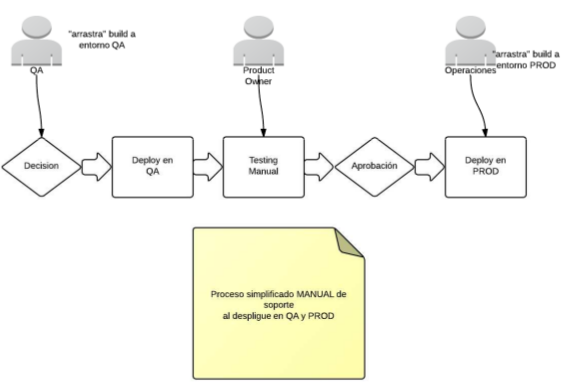 "arrastra" build a
entorno QA
QA
Product
Owner
Operaciones
"arrastra" build a
entorno PROD
Decision
Deploy en
QA
Testing
Manual
Aprobación
Deploy en
PROD
Proceso simplificado MANUAL de
soporte
al despligue en QA y PROD